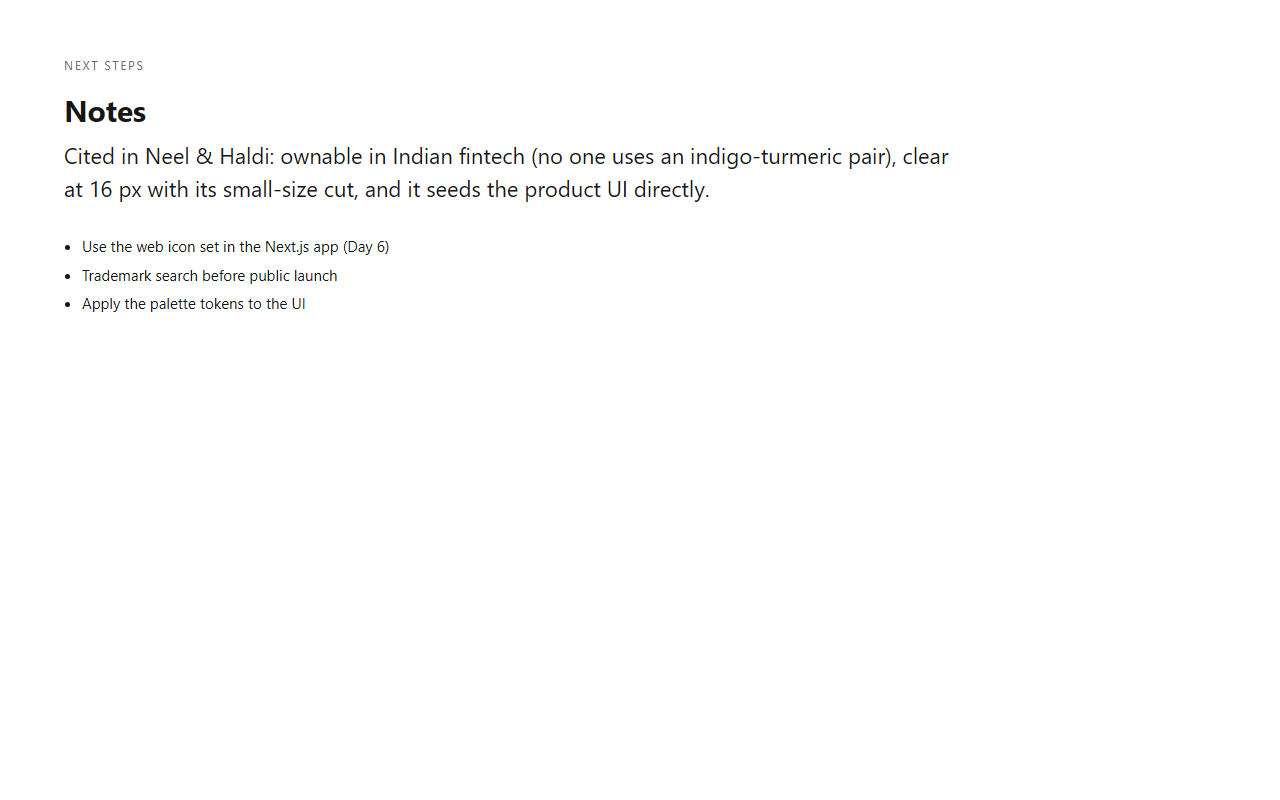 NEXT STEPS
Notes
Cited in Neel & Haldi: ownable in Indian fintech (no one uses an indigo-turmeric pair), clear
at 16 px with its small-size cut, and it seeds the product UI directly.
• Use the web icon set in the Next.js app (Day 6)
• Trademark search before public launch
• Apply the palette tokens to the UI